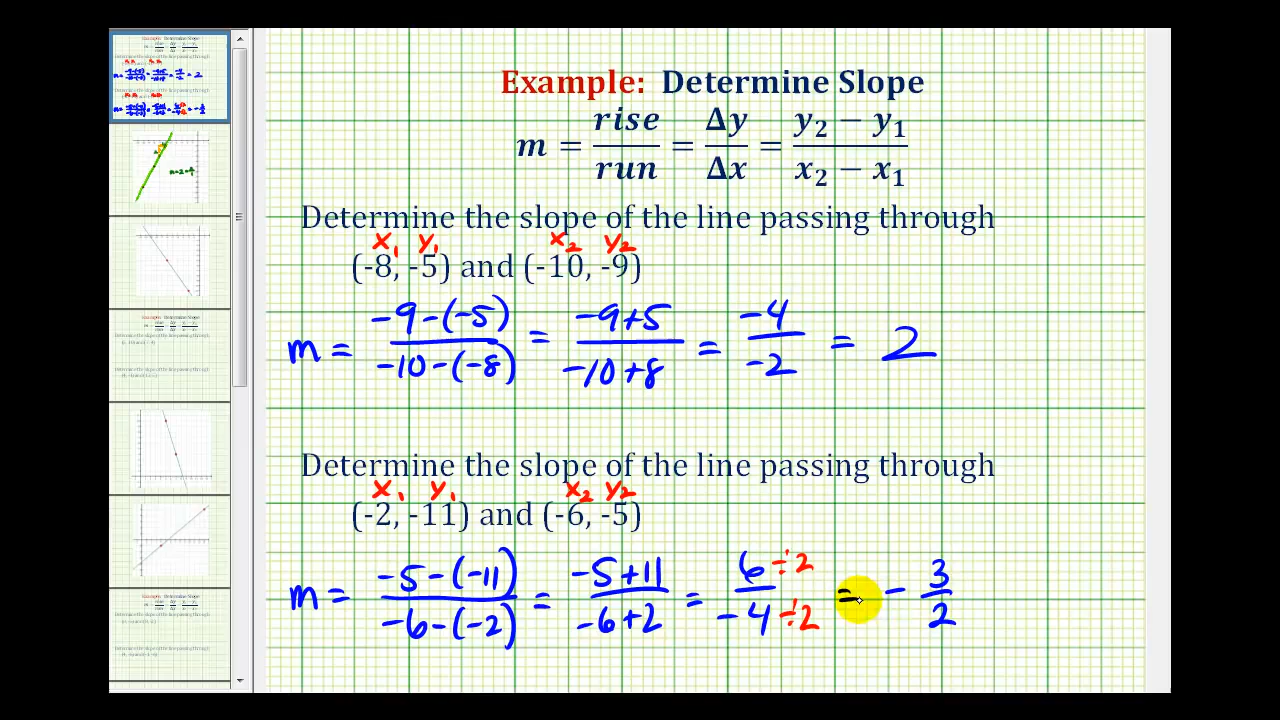 Example: Determine Slope
m = rise/run = Δy/Δx = y₂ − y₁/x₂ − x₁
Determine the slope of the line passing through
x₁ y₁ x₂ y₂
(-8, -5) and (-10, -9)
m = −9−(−5)/−10−(−8) = −9+5/−10+8 = −4/−2 = 2
Determine the slope of the line passing through
x₁ y₁ x₂ y₂
(-2, -11) and (-6, -5)
m = −5−(−11)/−6−(−2) = −5+11/−6+2 = 6÷2/−4÷2 = −3/2